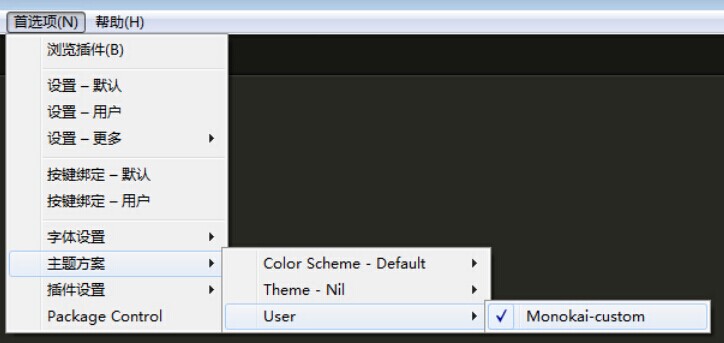 首选项(N) 帮助(H)
浏览插件(B)
设置 – 默认
设置 – 用户
设置 – 更多
按键绑定 – 默认
按键绑定 – 用户
字体设置
主题方案
插件设置
Package Control
Color Scheme - Default
Theme - Nil
User
Monokai-custom